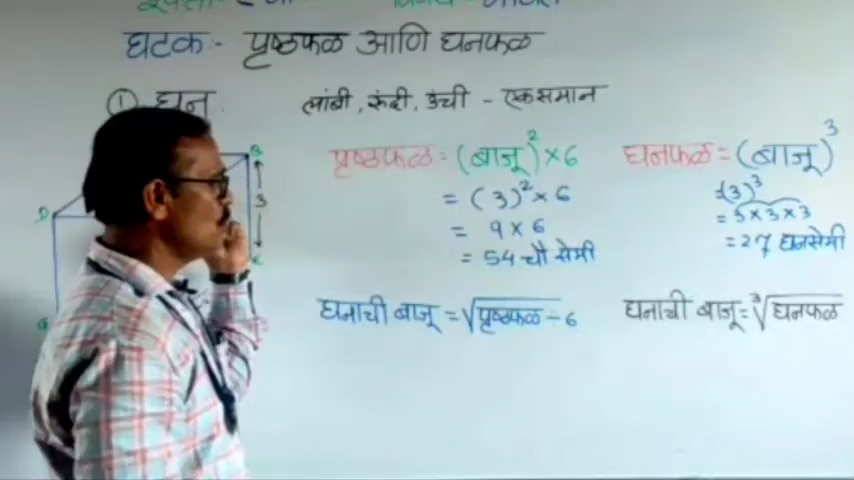 घटक:- पृष्ठफळ आणि घनफळ
① घन
लांबी, रुंदी, उंची - एकसमान
पृष्ठफळ = (बाजू)² × 6
= (3)² × 6
= 9 × 6
= 54 चौ सेमी
घनाची बाजू = √पृष्ठफळ ÷ 6
घनफळ = (बाजू)³
= (3)³
= 3 × 3 × 3
= 27 घनसेमी
घनाची बाजू = ³√घनफळ
B
D
3